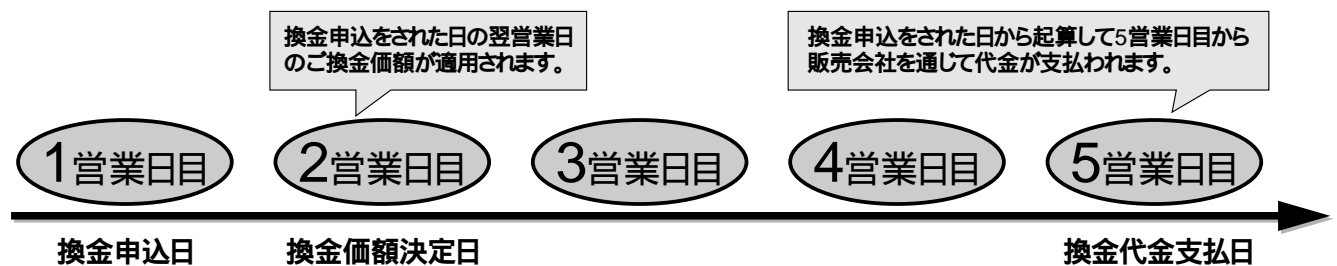 換金申込をされた日の翌営業日
のご換金価額が適用されます。
換金申込をされた日から起算して5営業日目から
販売会社を通じて代金が支払われます。
1営業日目
2営業日目
3営業日目
4営業日目
5営業日目
換金申込日
換金価額決定日
換金代金支払日